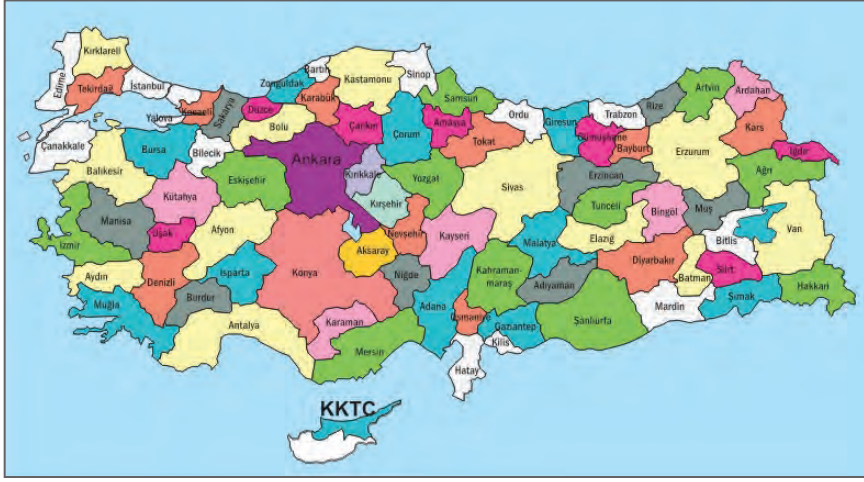 Kırklareli
Edirne
Tekirdağ
İstanbul
Kocaeli
Yalova
Sakarya
Düzce
Zonguldak
Bartın
Karabük
Kastamonu
Sinop
Samsun
Bolu
Çankırı
Çorum
Amasya
Tokat
Ordu
Giresun
Trabzon
Gümüşhane
Bayburt
Rize
Artvin
Ardahan
Kars
Iğdır
Çanakkale
Balıkesir
Bursa
Bilecik
Eskişehir
Ankara
Kırıkkale
Kırşehir
Yozgat
Sivas
Erzincan
Erzurum
Ağrı
Kütahya
Manisa
Uşak
Afyon
İzmir
Aydın
Denizli
Isparta
Burdur
Muğla
Antalya
Konya
Aksaray
Nevşehir
Niğde
Kayseri
Karaman
Mersin
Adana
Kahraman-
maraş
Osmaniye
Hatay
Kilis
Gaziantep
Malatya
Adıyaman
Şanlıurfa
Tunceli
Elazığ
Bingöl
Muş
Bitlis
Van
Diyarbakır
Batman
Siirt
Mardin
Şırnak
Hakkari
KKTC